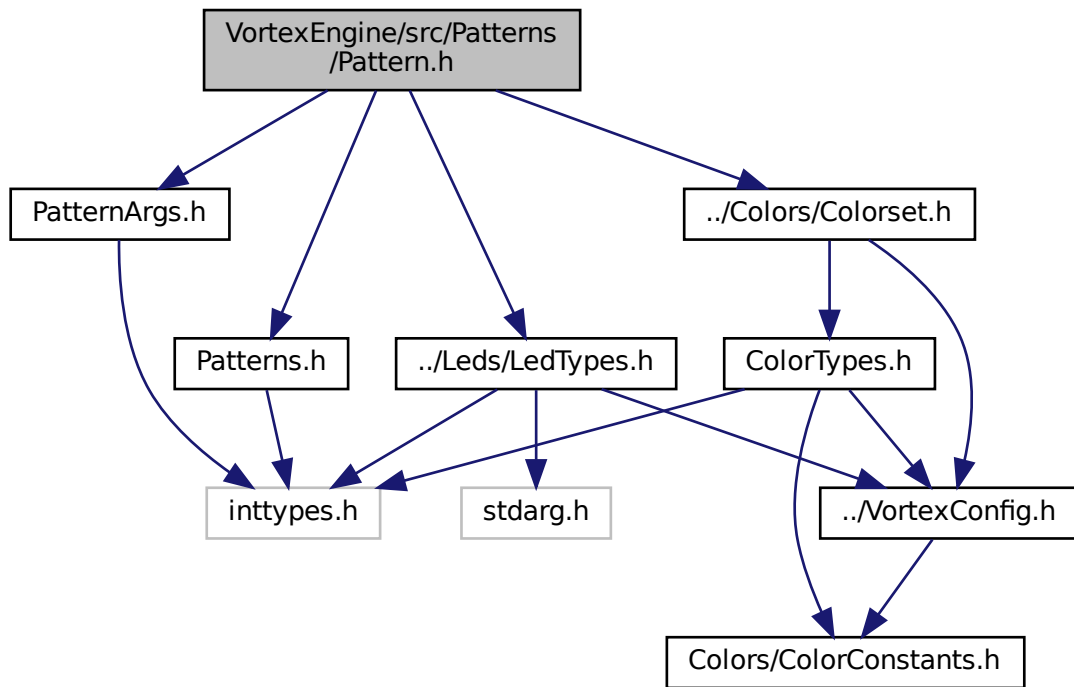 VortexEngine/src/Patterns
/Pattern.h
PatternArgs.h
../Colors/Colorset.h
Patterns.h
../Leds/LedTypes.h
ColorTypes.h
inttypes.h
stdarg.h
../VortexConfig.h
Colors/ColorConstants.h